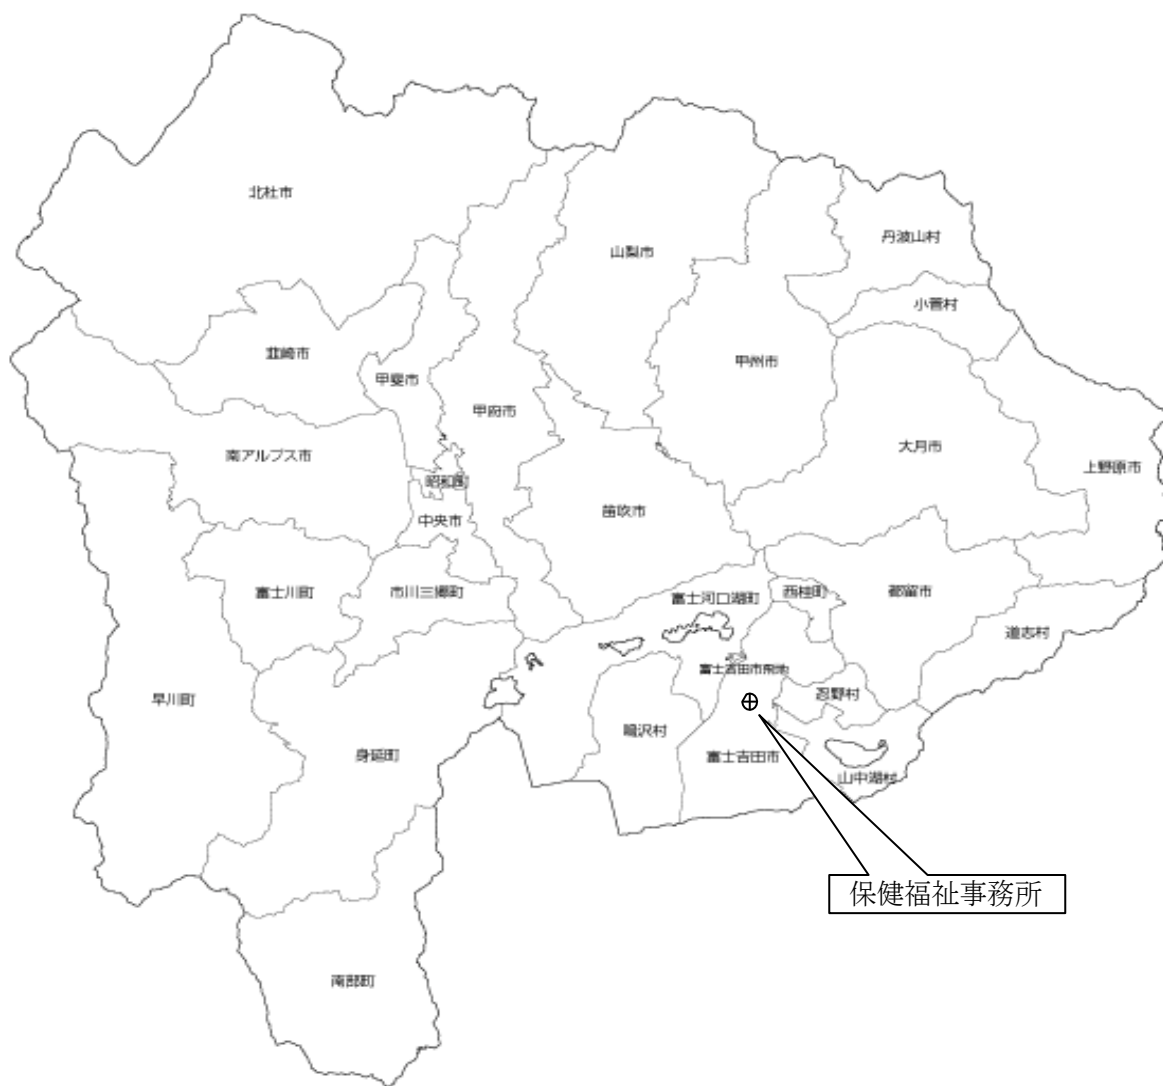 北杜市
丹波山村
山梨市
小菅村
韮崎市
甲州市
甲斐市
甲府市
大月市
南アルプス市
上野原市
昭和町
笛吹市
中央市
富士川町
市川三郷町
富士河口湖町
西桂町
都留市
道志村
富士吉田市飛地
早川町
忍野村
鳴沢村
身延町
富士吉田市
山中湖村
保健福祉事務所
南部町